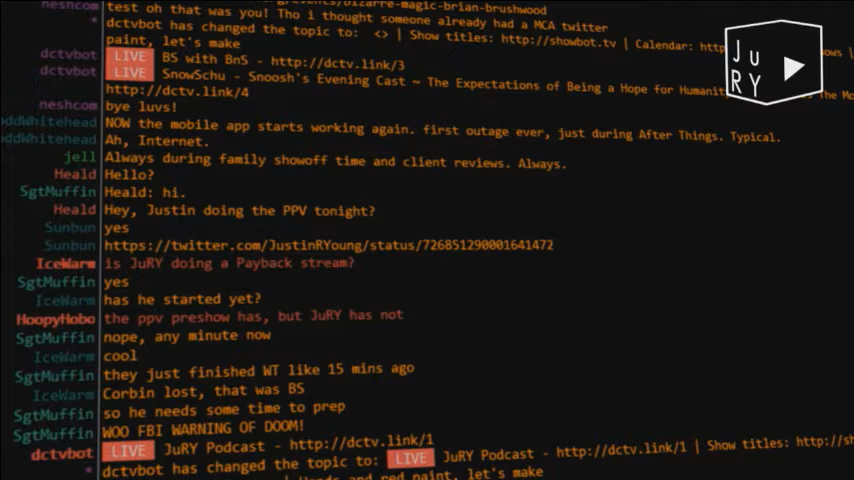 neshcom test oh that was you! Tho i thought someone already had a MCA twitter
* dctvbot has changed the topic to: <> | Show titles: http://showbot.tv | Calendar:
paint, let's make
dctvbot LIVE BS with BnS - http://dctv.link/3
dctvbot LIVE SnowSchu - Snoosh's Evening Cast ~ The Expectations of Being a Hope for
http://dctv.link/4
neshcom bye luvs!
oddWhitehead NOW the mobile app starts working again. first outage ever, just during After Things. Typical.
oddWhitehead Ah, Internet.
jell Always during family showoff time and client reviews. Always.
Heald Hello?
SgtMuffin Heald: hi.
Heald Hey, Justin doing the PPV tonight?
Sunbun yes
Sunbun https://twitter.com/JustinRYoung/status/726851290001641472
IceWarm is JuRY doing a Payback stream?
SgtMuffin yes
IceWarm has he started yet?
HoopyHobo the ppv preshow has, but JuRY has not
SgtMuffin nope, any minute now
IceWarm cool
SgtMuffin they just finished WT like 15 mins ago
IceWarm Corbin lost, that was BS
SgtMuffin so he needs some time to prep
SgtMuffin WOO FBI WARNING OF DOOM!
dctvbot LIVE JuRY Podcast - http://dctv.link/1
* dctvbot has changed the topic to: LIVE JuRY Podcast - http://dctv.link/1 | Show titles:
red paint, let's make
JuRY